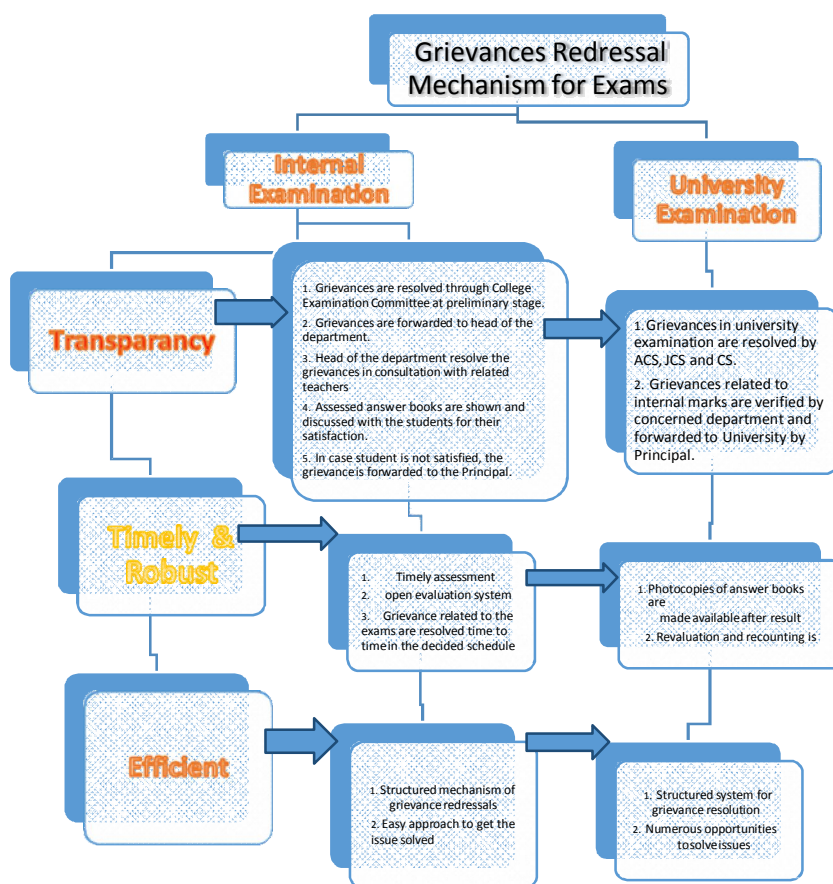 Grievances Redressal
Mechanism for Exams
Internal
Examination
University
Examination
Transparancy
1. Grievances are resolved through College
Examination Committee at preliminary stage.
2. Grievances are forwarded to head of the
department.
3. Head of the department resolve the
grievances in consultation with related
teachers
4. Assessed answer books are shown and
discussed with the students for their
satisfaction.
5. In case student is not satisfied, the
grievance is forwarded to the Principal.
1. Grievances in university
examination are resolved by
ACS, JCS and CS.
2. Grievances related to
internal marks are verified by
concerned department and
forwarded to University by
Principal.
Timely &
Robust
1. Timely assessment
2. open evaluation system
3. Grievance related to the
exams are resolved time to
time in the decided schedule
1. Photocopies of answer books
are
made available after result
2. Revaluation and recounting is
Efficient
1. Structured mechanism of
grievance redressals
2. Easy approach to get the
issue solved
1. Structured system for
grievance resolution
2. Numerous opportunities
to solve issues